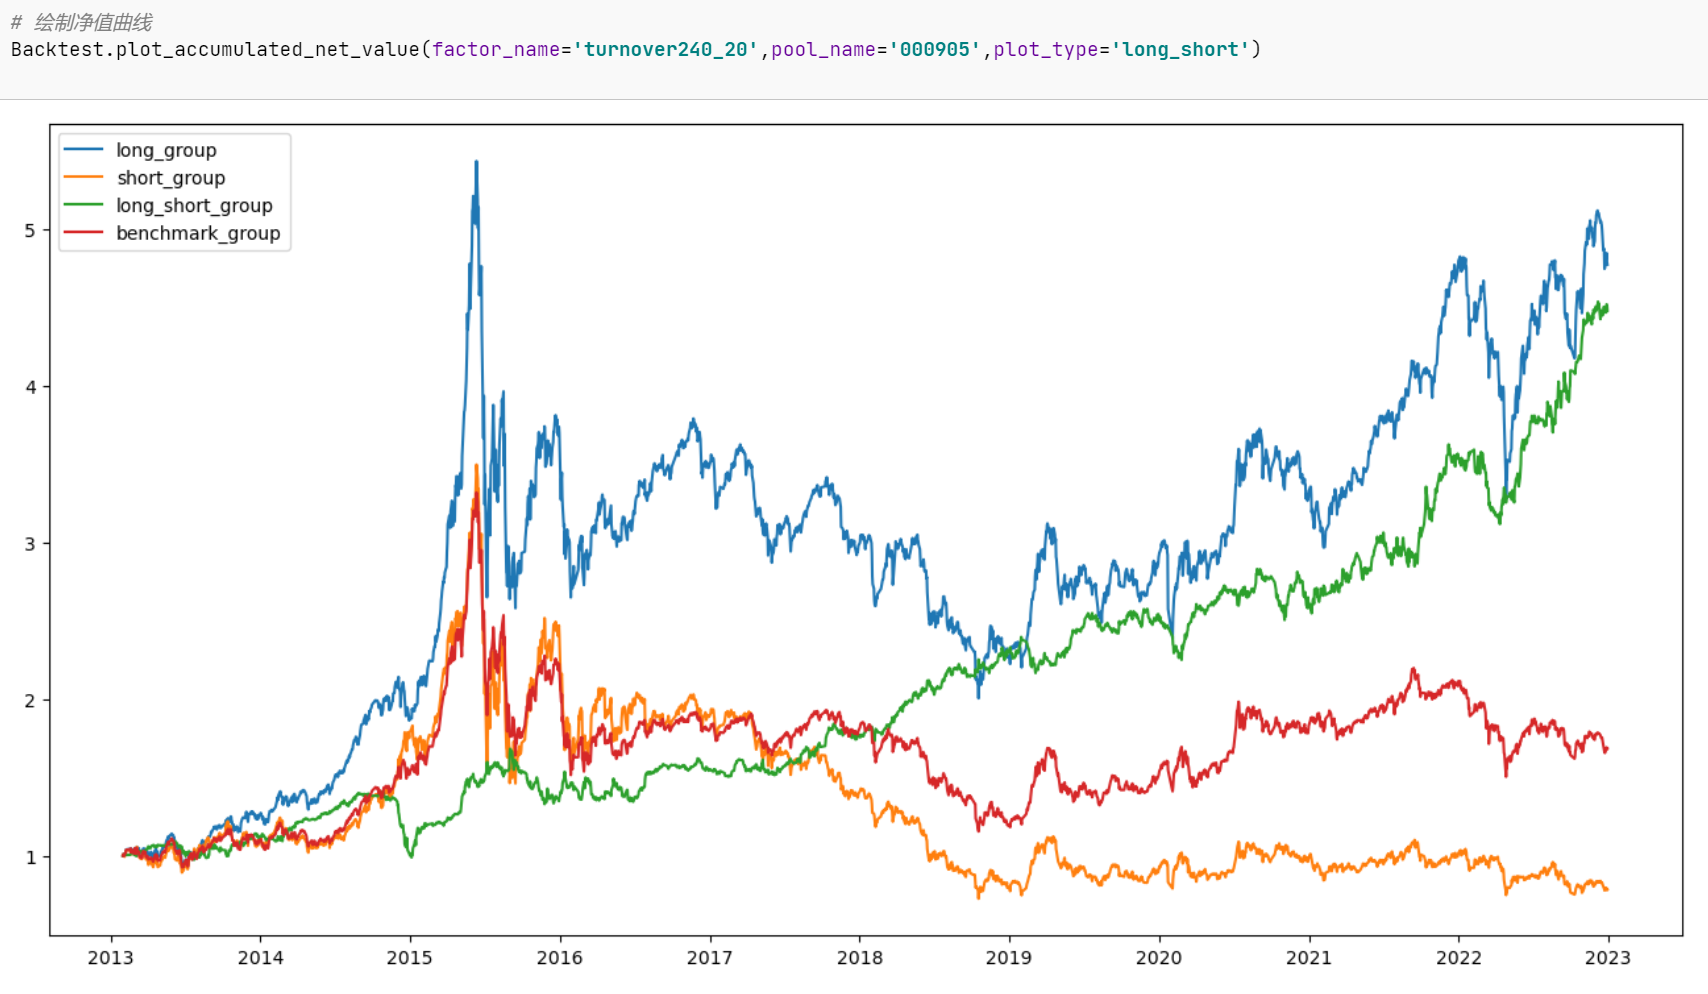 # 绘制净值曲线
Backtest.plot_accumulated_net_value(factor_name='turnover240_20',pool_name='000905',plot_type='long_short')
long_group
short_group
long_short_group
benchmark_group
5
4
3
2
1
2013 2014 2015 2016 2017 2018 2019 2020 2021 2022 2023